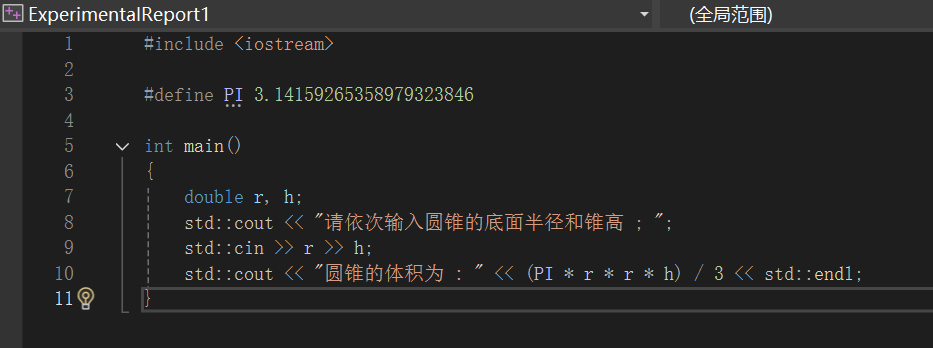 ExperimentalReport1 (全局范围)
1 #include <iostream>
2
3 #define PI 3.14159265358979323846
4
5 int main()
6 {
7 double r, h;
8 std::cout << "请依次输入圆锥的底面半径和锥高 ; ";
9 std::cin >> r >> h;
10 std::cout << "圆锥的体积为 : " << (PI * r * r * h) / 3 << std::endl;
11 }